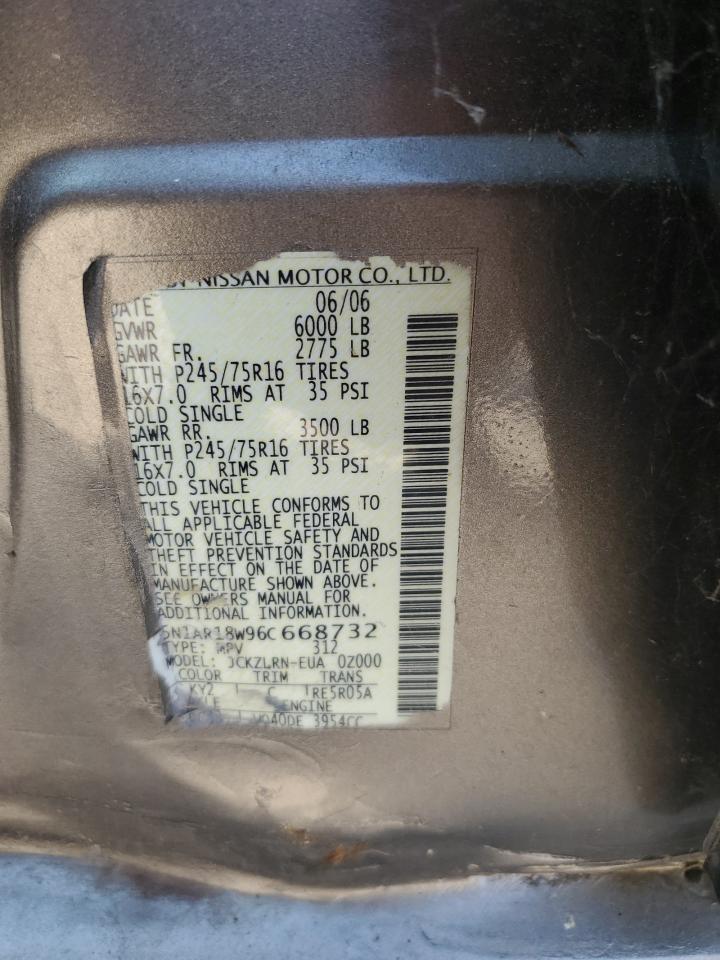 BY NISSAN MOTOR CO., LTD.
DATE 06/06
GVWR 6000 LB
GAWR FR. 2775 LB
WITH P245/75R16 TIRES
16X7.0 RIMS AT 35 PSI
COLD SINGLE
GAWR RR. 3500 LB
WITH P245/75R16 TIRES
16X7.0 RIMS AT 35 PSI
COLD SINGLE
THIS VEHICLE CONFORMS TO
ALL APPLICABLE FEDERAL
MOTOR VEHICLE SAFETY AND
THEFT PREVENTION STANDARDS
IN EFFECT ON THE DATE OF
MANUFACTURE SHOWN ABOVE.
SEE OWNERS MANUAL FOR
ADDITIONAL INFORMATION.
5N1AR18W96C668732
TYPE: MPV 312
MODEL: JCKZLRN-EUA 0Z000
COLOR TRIM TRANS
KY2 C RE5R05A
ENGINE
VQ40DE 3954CC